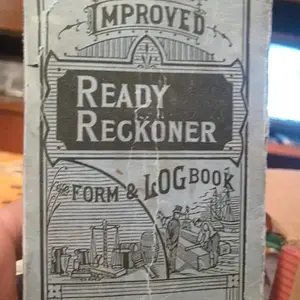 IMPROVED
READY
RECKONER
FORM & LOG BOOK